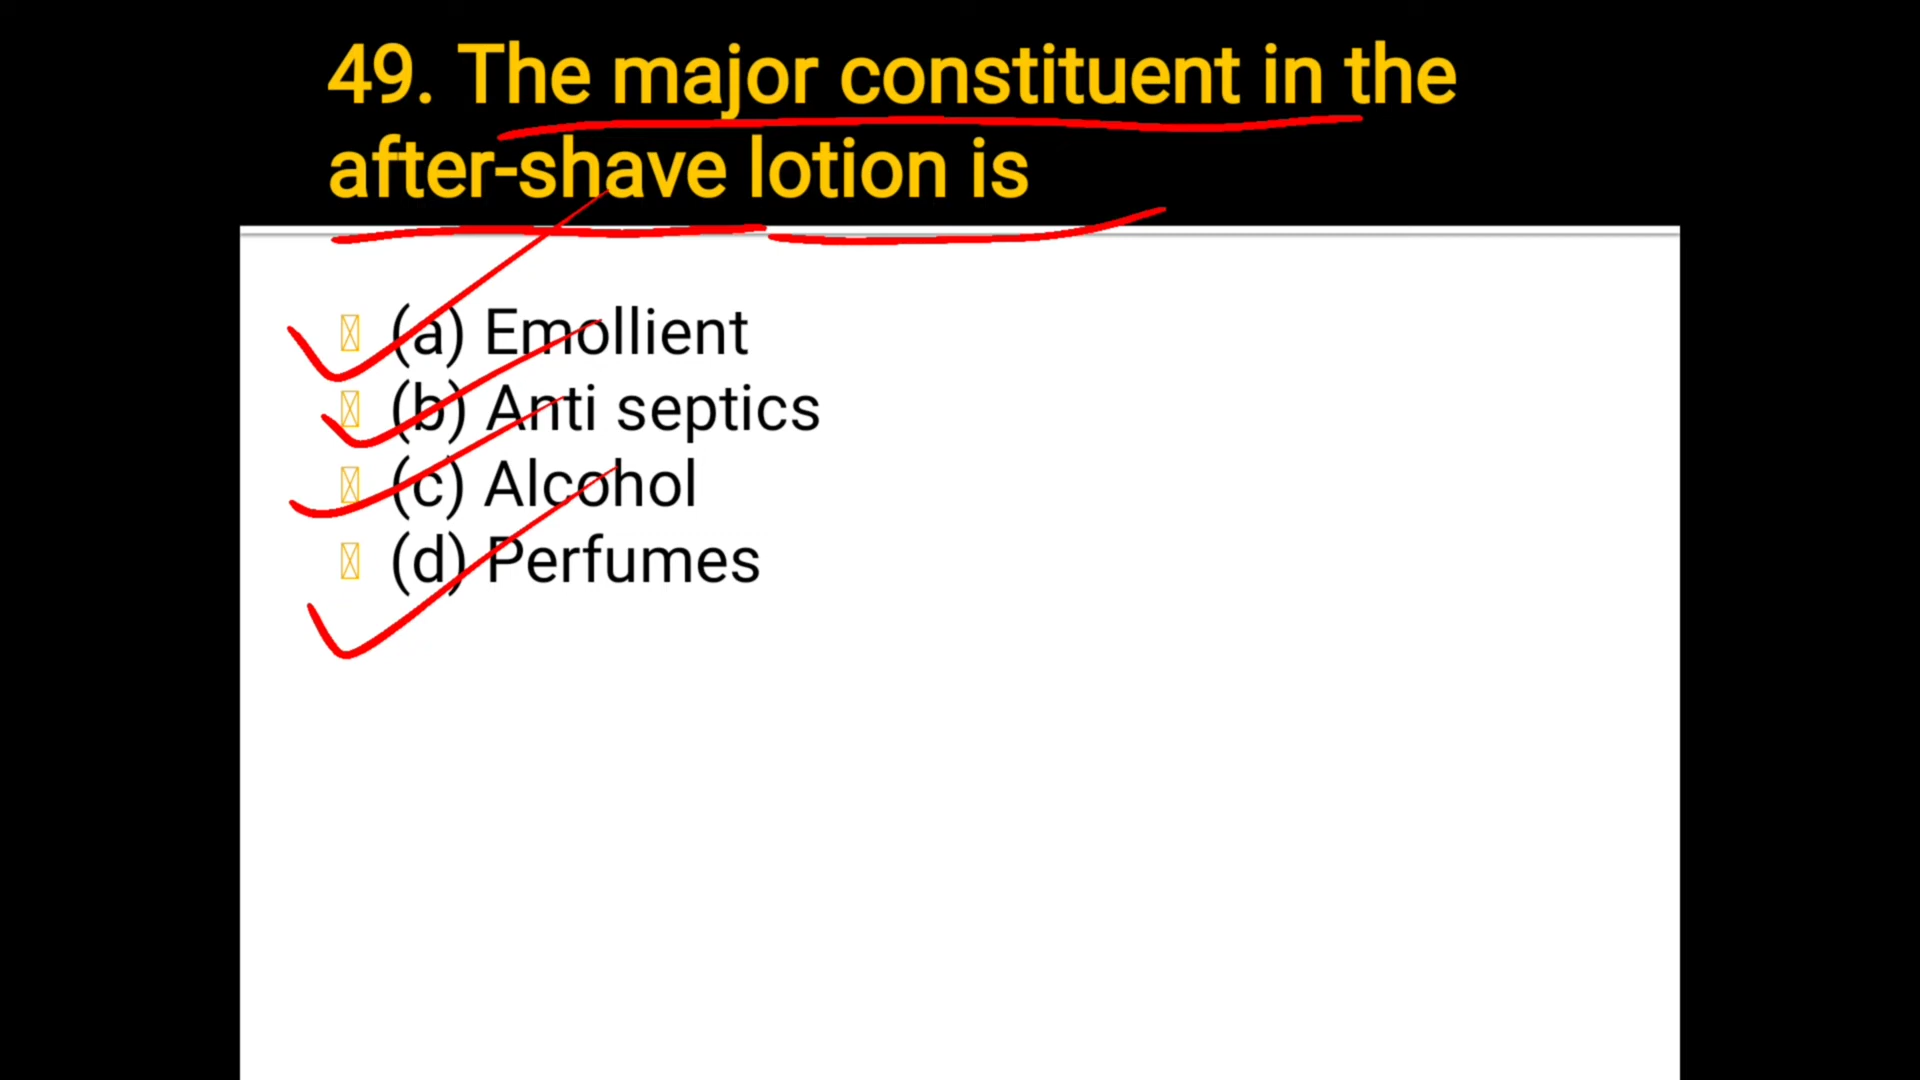 49. The major constituent in the
after-shave lotion is
(a) Emollient
(b) Anti septics
(c) Alcohol
(d) Perfumes